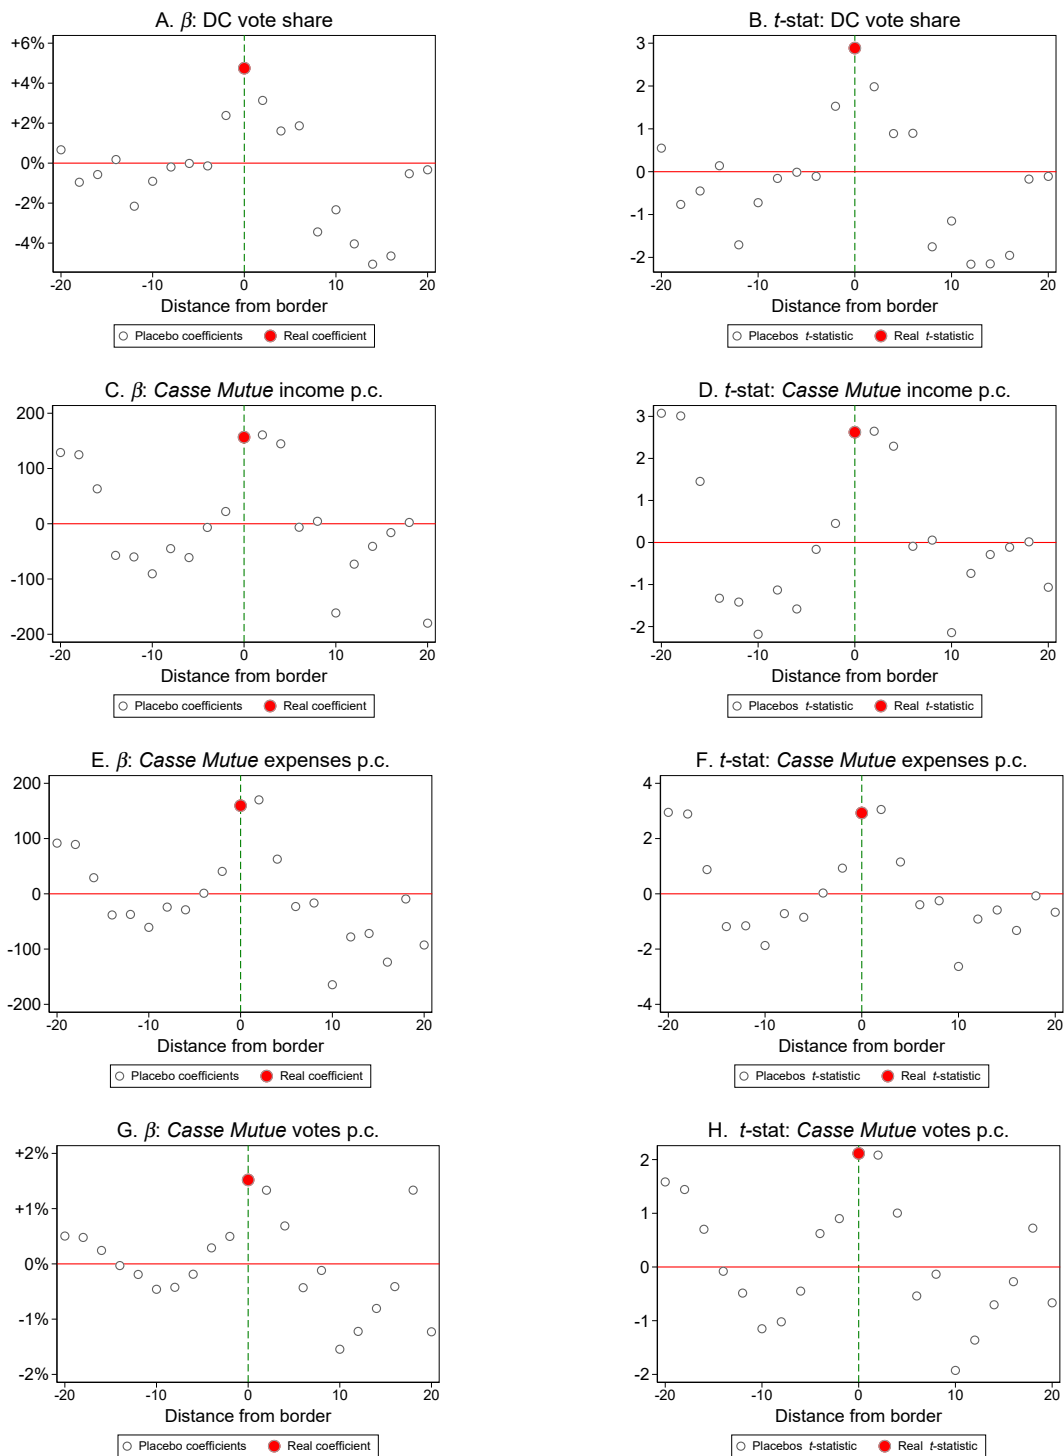 A. β: DC vote share
+6%
+4%
+2%
0%
-2%
-4%
-20 -10 0 10 20
Distance from border
Placebo coefficients Real coefficient
B. t-stat: DC vote share
3
2
1
0
-1
-2
-20 -10 0 10 20
Distance from border
Placebos t-statistic Real t-statistic
C. β: Casse Mutue income p.c.
200
100
0
-100
-200
-20 -10 0 10 20
Distance from border
Placebo coefficients Real coefficient
D. t-stat: Casse Mutue income p.c.
3
2
1
0
-1
-2
-20 -10 0 10 20
Distance from border
Placebos t-statistic Real t-statistic
E. β: Casse Mutue expenses p.c.
200
100
0
-100
-200
-20 -10 0 10 20
Distance from border
Placebo coefficients Real coefficient
F. t-stat: Casse Mutue expenses p.c.
4
2
0
-2
-4
-20 -10 0 10 20
Distance from border
Placebos t-statistic Real t-statistic
G. β: Casse Mutue votes p.c.
+2%
+1%
0%
-1%
-2%
-20 -10 0 10 20
Distance from border
Placebo coefficients Real coefficient
H. t-stat: Casse Mutue votes p.c.
2
1
0
-1
-2
-20 -10 0 10 20
Distance from border
Placebos t-statistic Real t-statistic